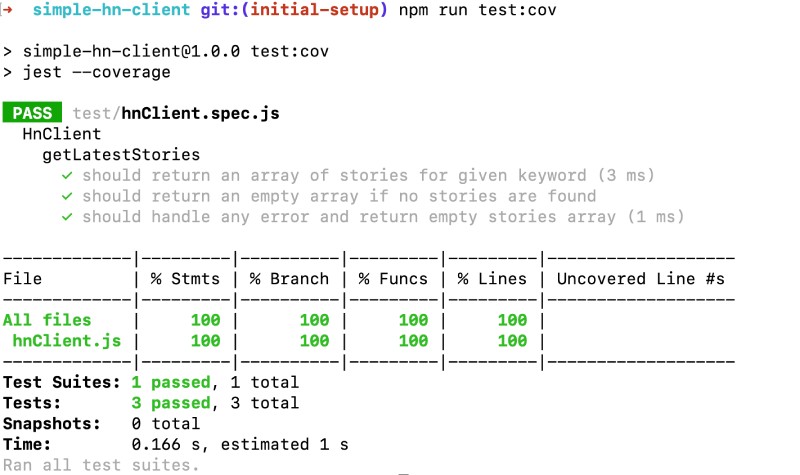 → simple-hn-client git:(initial-setup) npm run test:cov
> simple-hn-client@1.0.0 test:cov
> jest --coverage
PASS test/hnClient.spec.js
HnClient
getLatestStories
✓ should return an array of stories for given keyword (3 ms)
✓ should return an empty array if no stories are found
✓ should handle any error and return empty stories array (1 ms)
-------------|---------|----------|---------|---------|-------------------
File | % Stmts | % Branch | % Funcs | % Lines | Uncovered Line #s
-------------|---------|----------|---------|---------|-------------------
All files | 100 | 100 | 100 | 100 |
hnClient.js | 100 | 100 | 100 | 100 |
-------------|---------|----------|---------|---------|-------------------
Test Suites: 1 passed, 1 total
Tests: 3 passed, 3 total
Snapshots: 0 total
Time: 0.166 s, estimated 1 s
Ran all test suites.